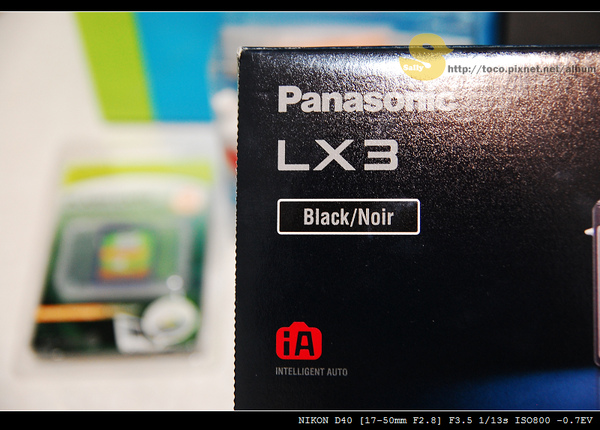 Sally
http://toco.pixnet.net/album
Panasonic
LX3
Black/Noir
iA
INTELLIGENT AUTO
NIKON D40 [17-50mm F2.8] F3.5 1/13s ISO800 -0.7EV